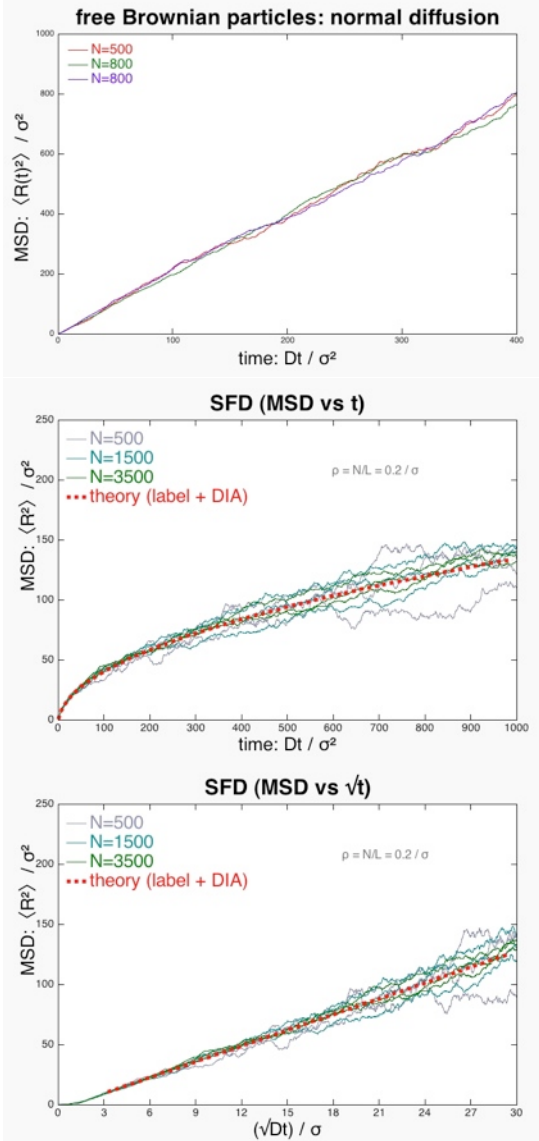 free Brownian particles: normal diffusion
1000
800
600
400
200
0
MSD: ⟨R(t)²⟩ / σ²
N=500
N=800
N=800
0 100 200 300 400
time: Dt / σ²
SFD (MSD vs t)
250
200
150
100
50
0
MSD: ⟨R²⟩ / σ²
N=500
N=1500
N=3500
theory (label + DIA)
ρ = N/L = 0.2 / σ
0 100 200 300 400 500 600 700 800 900 1000
time: Dt / σ²
SFD (MSD vs √t)
250
200
150
100
50
0
MSD: ⟨R²⟩ / σ²
N=500
N=1500
N=3500
theory (label + DIA)
ρ = N/L = 0.2 / σ
0 3 6 9 12 15 18 21 24 27 30
(√Dt) / σ